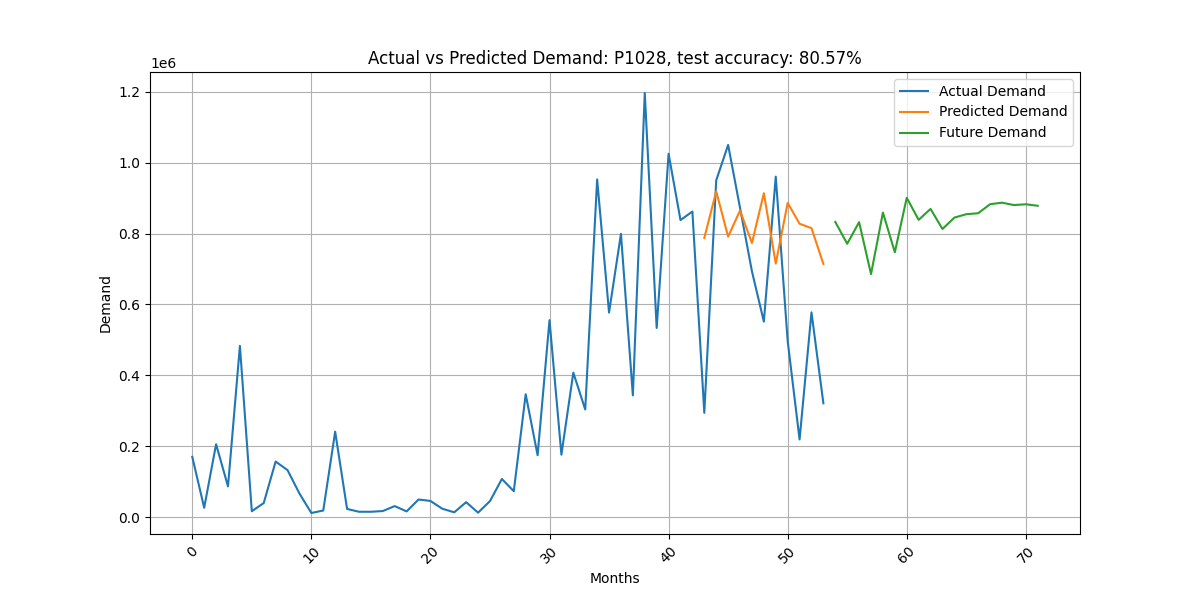 Actual vs Predicted Demand: P1028, test accuracy: 80.57%
1e6
1.2
1.0
0.8
0.6
0.4
0.2
0.0
Demand
Actual Demand
Predicted Demand
Future Demand
0
10
20
30
40
50
60
70
Months